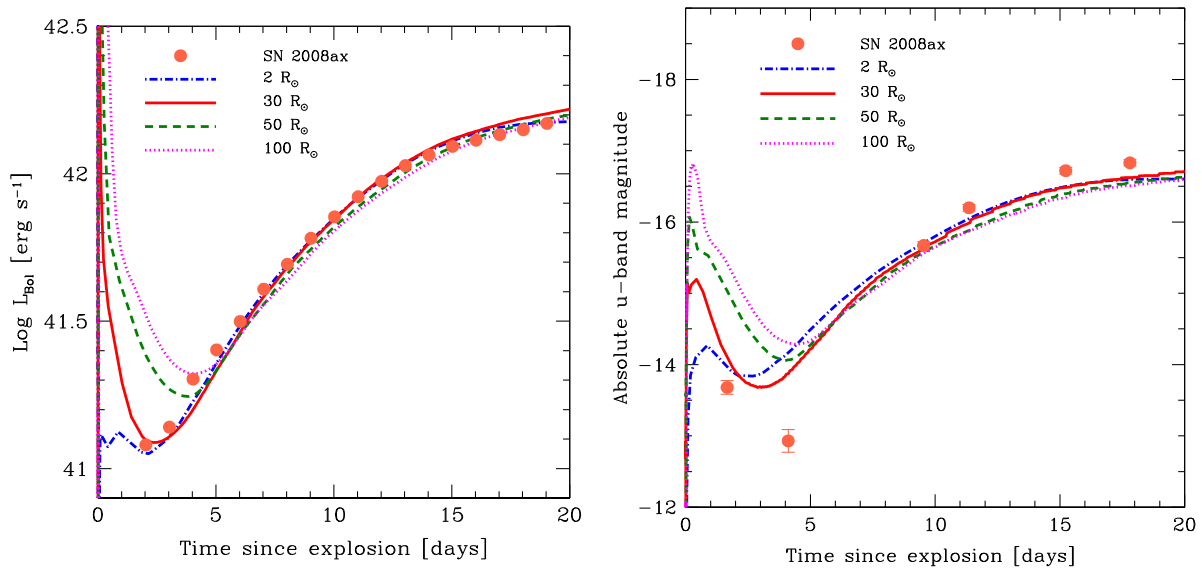 42.5
42
41.5
41
0
5
10
15
20
Log L_Bol [erg s⁻¹]
Time since explosion [days]
SN 2008ax
2 R⊙
30 R⊙
50 R⊙
100 R⊙
−18
−16
−14
−12
0
5
10
15
20
Absolute u−band magnitude
Time since explosion [days]
SN 2008ax
2 R⊙
30 R⊙
50 R⊙
100 R⊙